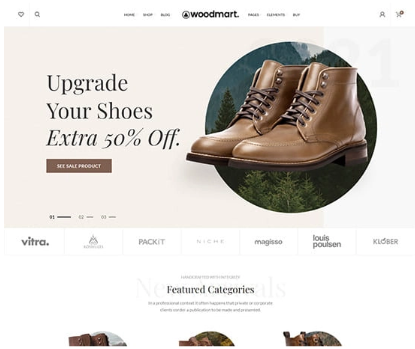 HOME SHOP BLOG woodmart. PAGES ELEMENTS BUY
2021
Upgrade
Your Shoes
Extra 50% Off.
SEE SALE PRODUCT
01 02 03
vitra. PACKIT NICHE magisso louis poulsen KLÖBER
Featured Categories
In a professional context it often happens that private or corporate
clients corder a publication to be made and presented